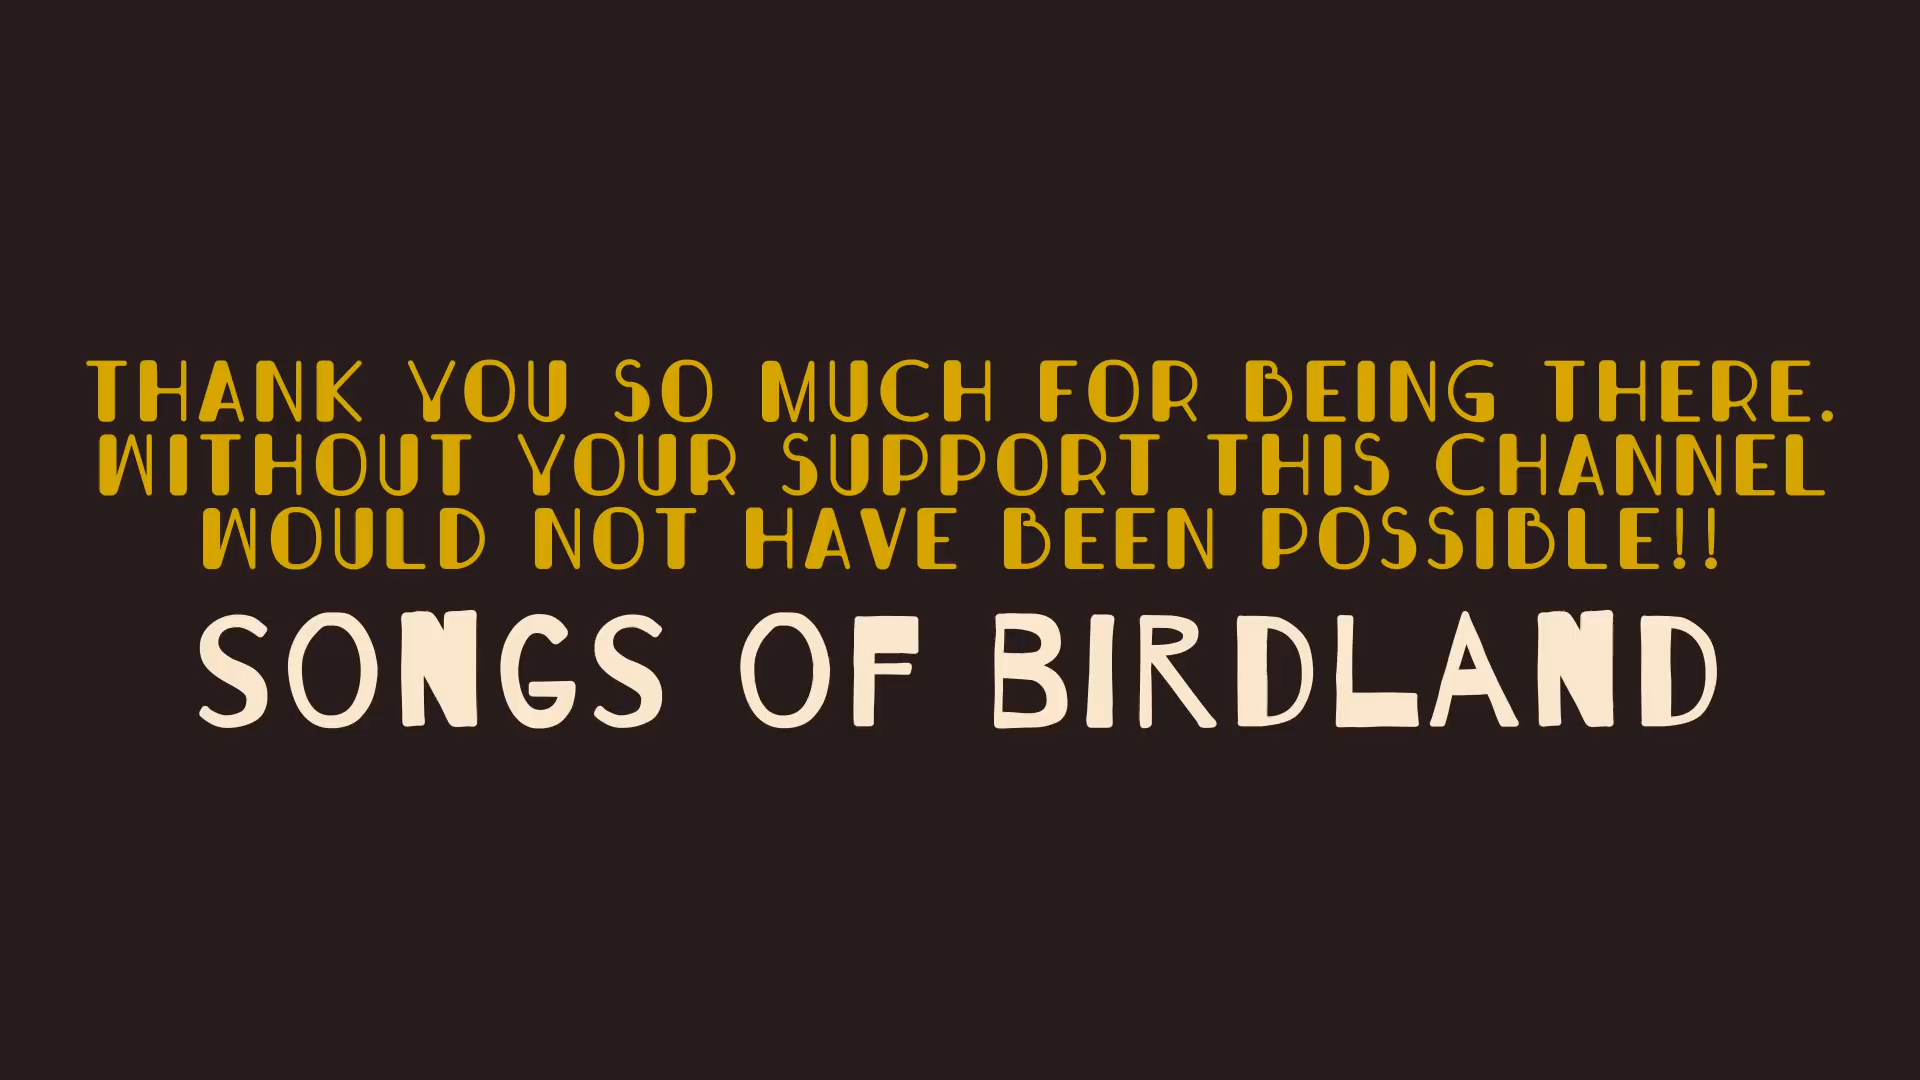 THANK YOU SO MUCH FOR BEING THERE.
WITHOUT YOUR SUPPORT THIS CHANNEL
WOULD NOT HAVE BEEN POSSIBLE!!
SONGS OF BIRDLAND